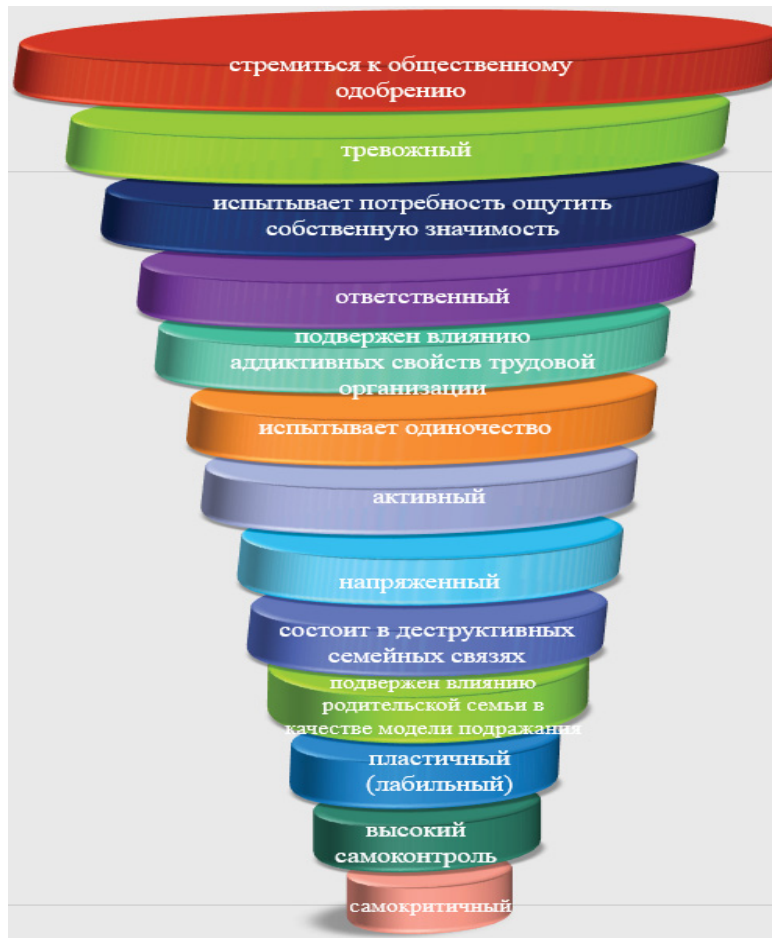 стремиться к общественному
одобрению
тревожный
испытывает потребность ощутить
собственную значимость
ответственный
подвержен влиянию
аддиктивных свойств трудовой
организации
испытывает одиночество
активный
напряженный
состоит в деструктивных
семейных связях
подвержен влиянию
родительской семьи в
качестве модели подражания
пластичный
(лабильный)
высокий
самоконтроль
самокритичный